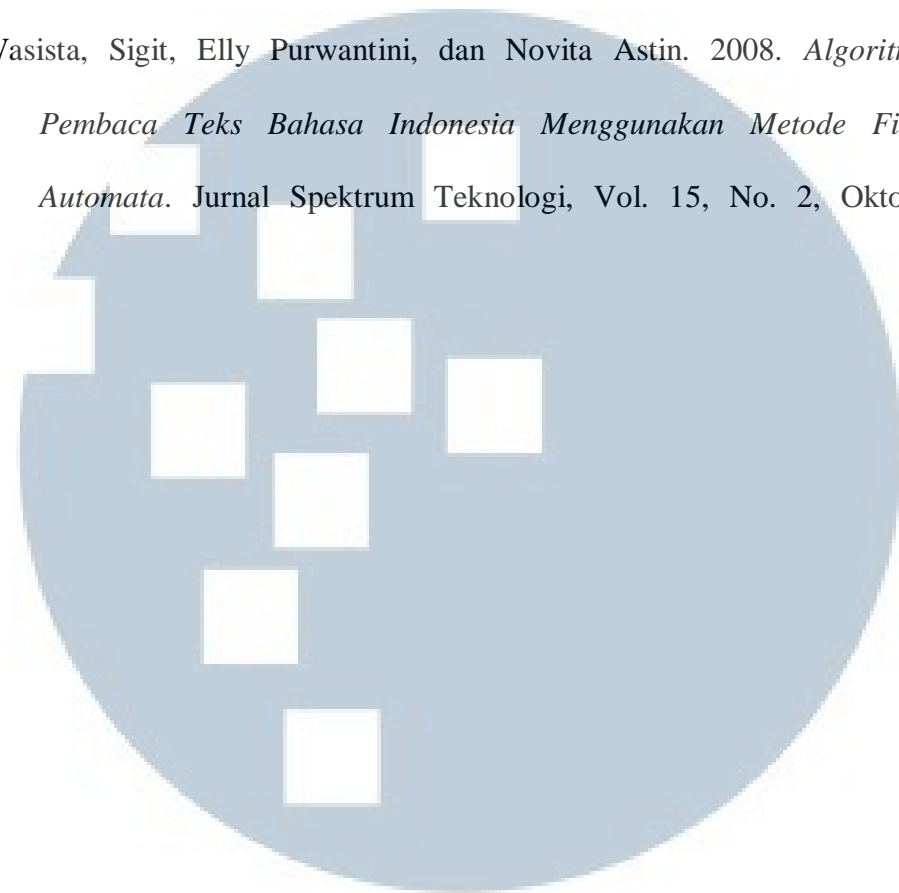 Sigit, Elly Purwantini, dan Novita Astin. 2008.
Pembaca Teks Bahasa Indonesia Menggunakan Metode
Automata. Jurnal Spektrum Teknologi, Vol. 15, No. 2,